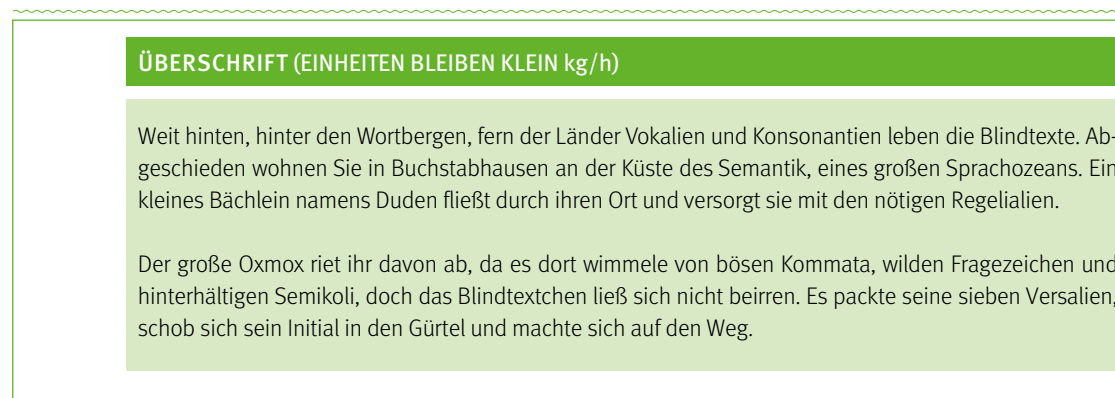 ÜBERSCHRIFT (EINHEITEN BLEIBEN KLEIN kg/h)
Weit hinten, hinter den Wortbergen, fern der Länder Vokalien und Konsonantien leben die Blindtexte. Ab-
geschieden wohnen Sie in Buchstabhausen an der Küste des Semantik, eines großen Sprachozeans. Ein
kleines Bächlein namens Duden fließt durch ihren Ort und versorgt sie mit den nötigen Regelialien.
Der große Oxmox riet ihr davon ab, da es dort wimmele von bösen Kommata, wilden Fragezeichen und
hinterhältigen Semikoli, doch das Blindtextchen ließ sich nicht beirren. Es packte seine sieben Versalien,
schob sich sein Initial in den Gürtel und machte sich auf den Weg.